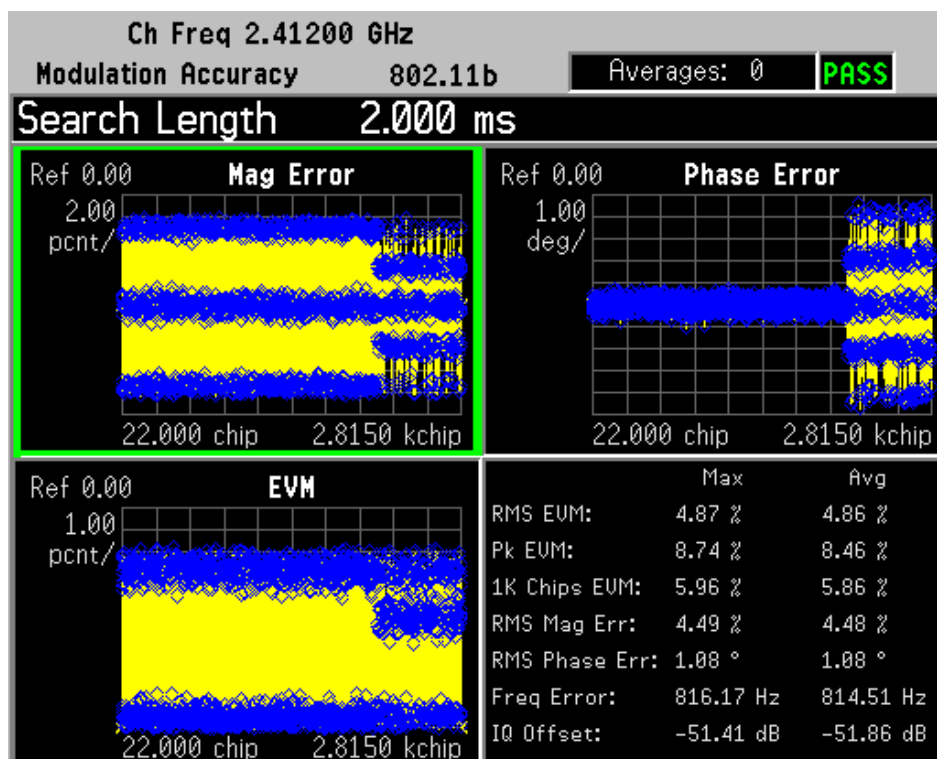 Ch Freq 2.41200 GHz
Modulation Accuracy 802.11b Averages: 0 PASS
Search Length 2.000 ms
Ref 0.00 Mag Error
2.00
pcnt/
22.000 chip 2.8150 kchip
Ref 0.00 Phase Error
1.00
deg/
22.000 chip 2.8150 kchip
Ref 0.00 EVM
1.00
pcnt/
22.000 chip 2.8150 kchip
Max Avg
RMS EVM: 4.87 % 4.86 %
Pk EVM: 8.74 % 8.46 %
1K Chips EVM: 5.96 % 5.86 %
RMS Mag Err: 4.49 % 4.48 %
RMS Phase Err: 1.08 ° 1.08 °
Freq Error: 816.17 Hz 814.51 Hz
IQ Offset: -51.41 dB -51.86 dB